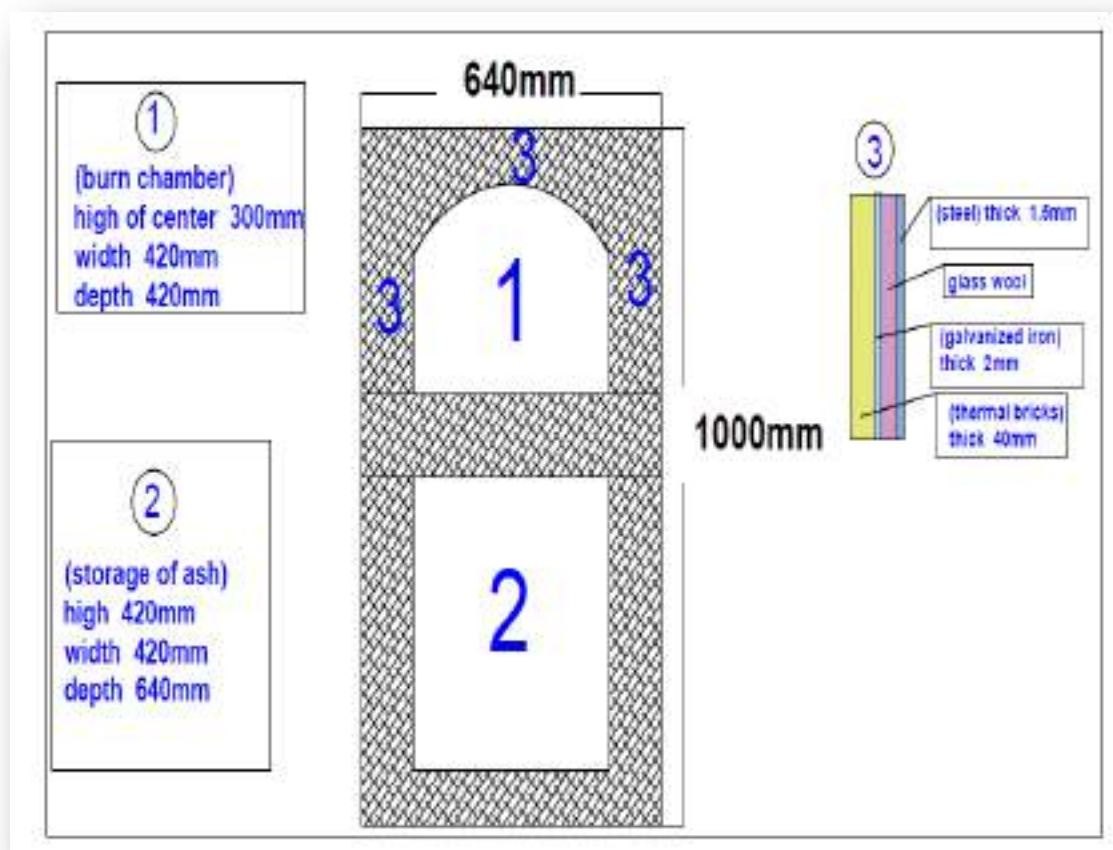 640mm
1
(burn chamber)
high of center 300mm
width 420mm
depth 420mm
3
3
3
1
1000mm
3
(steel) thick 1.6mm
glass wool
(galvanized iron)
thick 2mm
(thermal bricks)
thick 40mm
2
(storage of ash)
high 420mm
width 420mm
depth 640mm
2